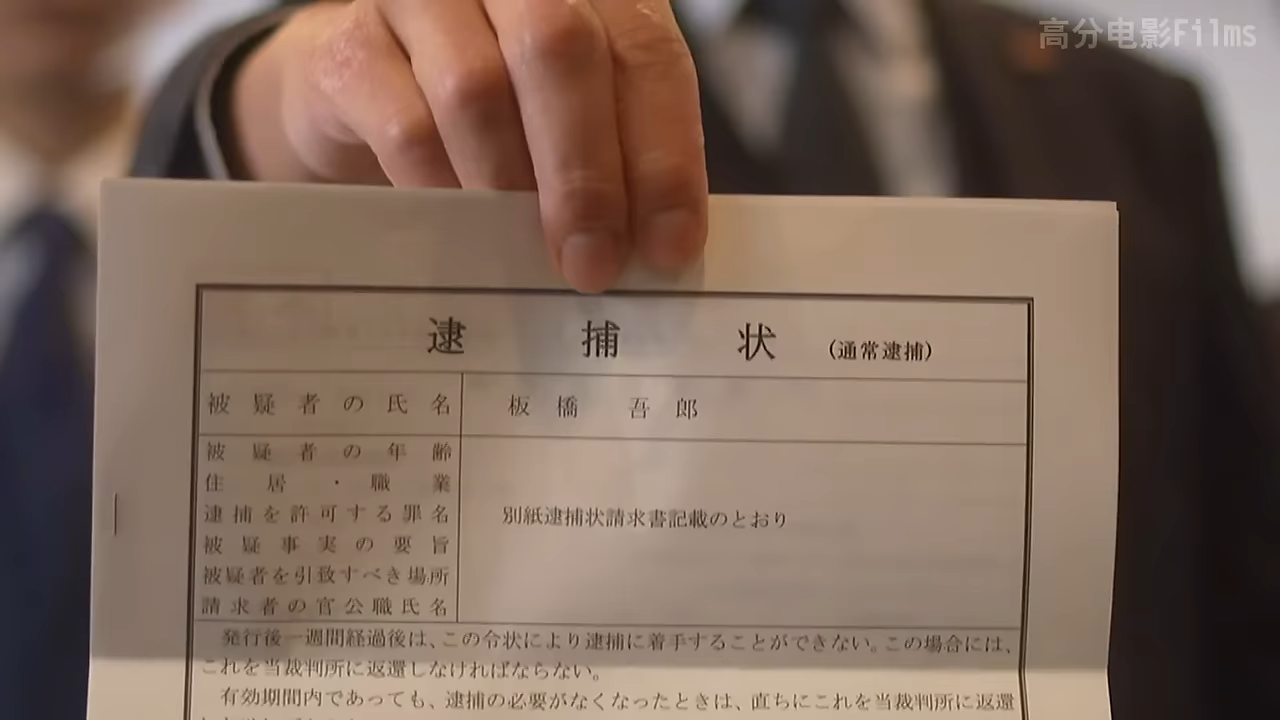 高分电影Films
逮捕状 (通常逮捕)
被疑者の氏名 板橋 吾郎
被疑者の年齢
住居・職業
逮捕を許可する罪名
別紙逮捕状請求書記載のとおり
被疑事実の要旨
被疑者を引致すべき場所
請求者の官公職氏名
発行後一週間経過後は、この令状により逮捕に着手することができない。この場合には、
これを当裁判所に返還しなければならない。
有効期間内であっても、逮捕の必要がなくなったときは、直ちにこれを当裁判所に返還